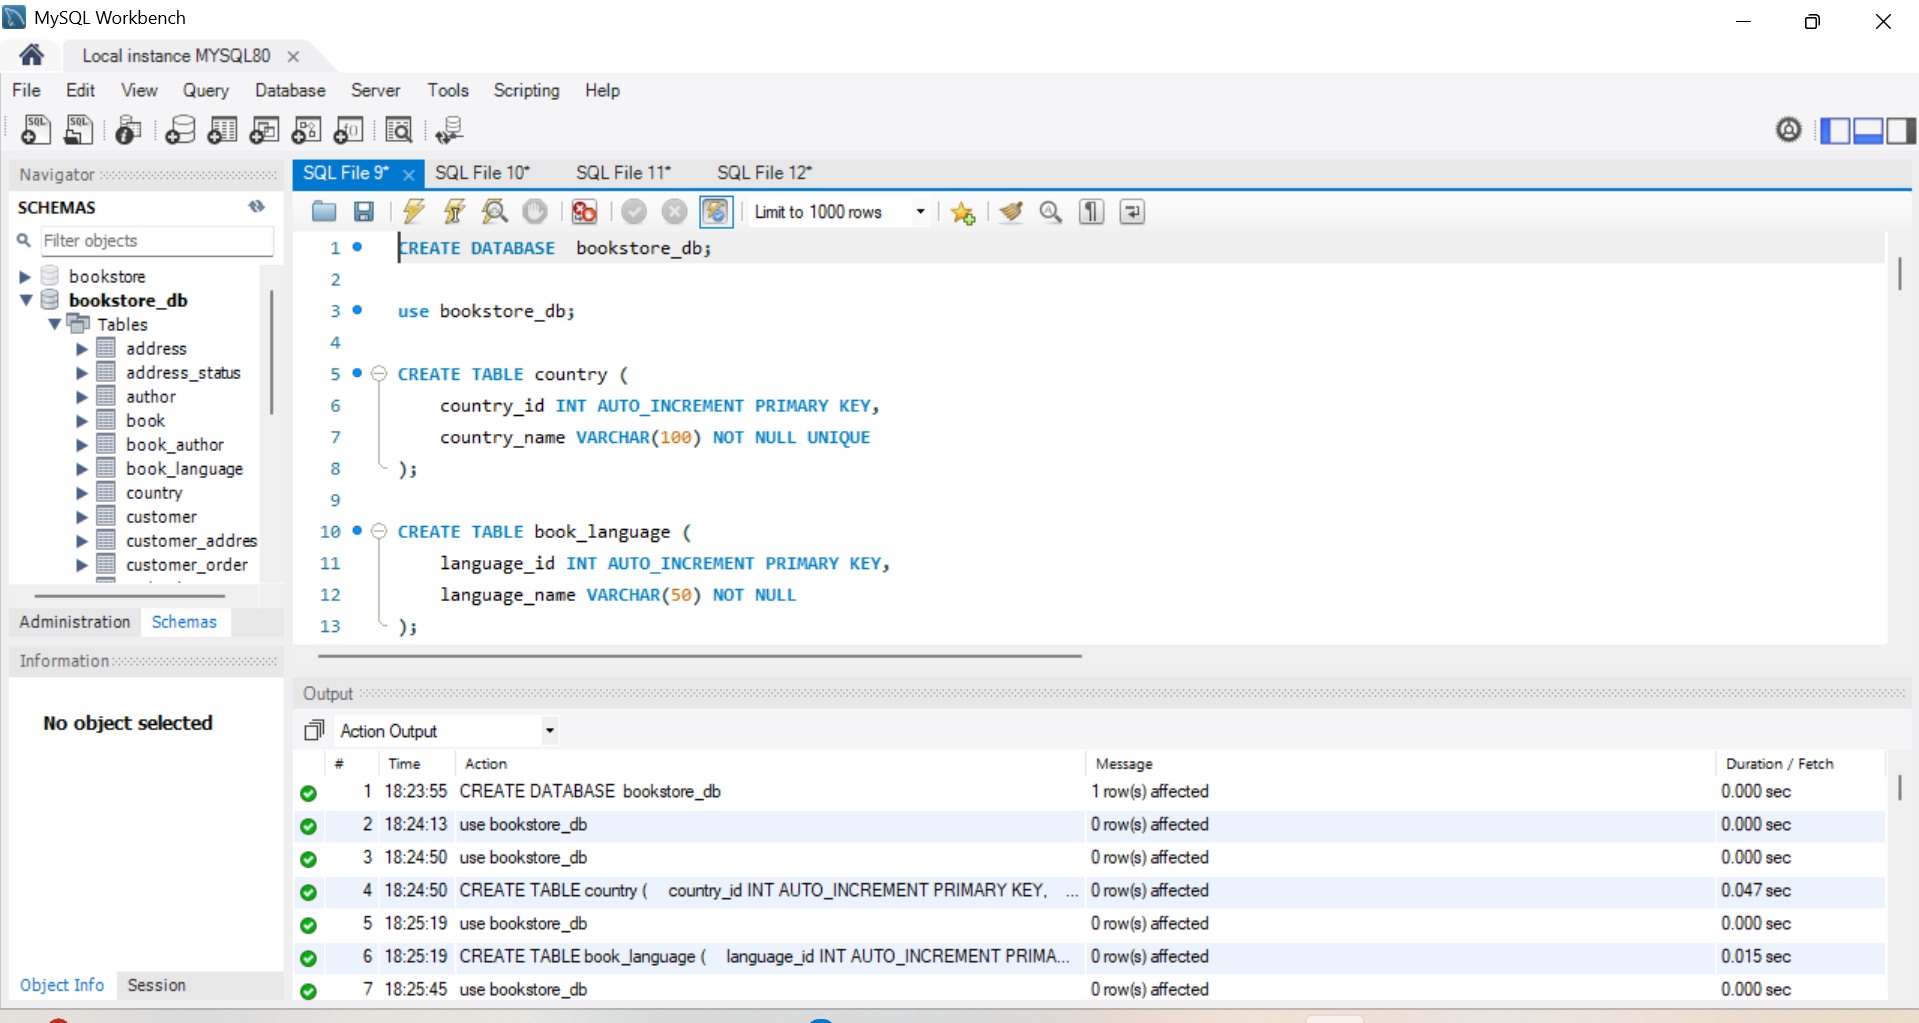 MySQL Workbench
Local instance MYSQL80
File Edit View Query Database Server Tools Scripting Help
SQL SQL
Navigator
SCHEMAS
Filter objects
bookstore
bookstore_db
Tables
address
address_status
author
book
book_author
book_language
country
customer
customer_addres
customer_order
Administration Schemas
Information
No object selected
Object Info Session
SQL File 9* SQL File 10* SQL File 11* SQL File 12*
Limit to 1000 rows
1 CREATE DATABASE  bookstore_db;
2
3 use bookstore_db;
4
5 CREATE TABLE country (
6 country_id INT AUTO_INCREMENT PRIMARY KEY,
7 country_name VARCHAR(100) NOT NULL UNIQUE
8 );
9
10 CREATE TABLE book_language (
11 language_id INT AUTO_INCREMENT PRIMARY KEY,
12 language_name VARCHAR(50) NOT NULL
13 );
Output
Action Output
# Time Action Message Duration / Fetch
1 18:23:55 CREATE DATABASE  bookstore_db 1 row(s) affected 0.000 sec
2 18:24:13 use bookstore_db 0 row(s) affected 0.000 sec
3 18:24:50 use bookstore_db 0 row(s) affected 0.000 sec
4 18:24:50 CREATE TABLE country (     country_id INT AUTO_INCREMENT PRIMARY KEY,    ... 0 row(s) affected 0.047 sec
5 18:25:19 use bookstore_db 0 row(s) affected 0.000 sec
6 18:25:19 CREATE TABLE book_language (     language_id INT AUTO_INCREMENT PRIMA... 0 row(s) affected 0.015 sec
7 18:25:45 use bookstore_db 0 row(s) affected 0.000 sec